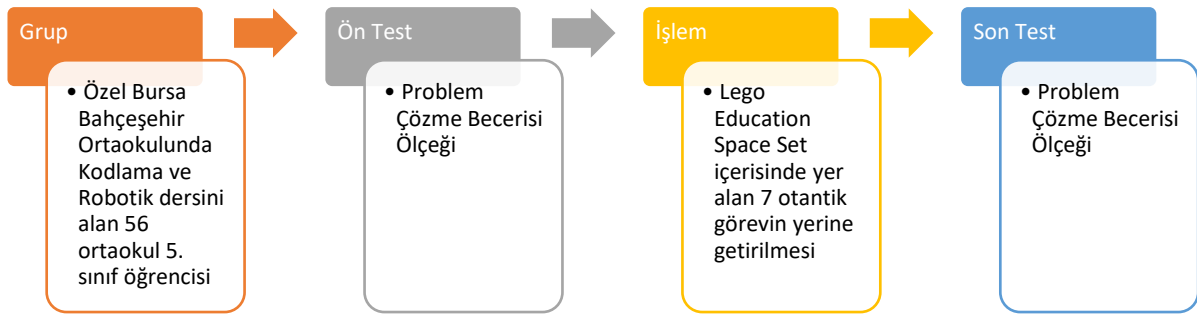 Grup
• Özel Bursa
Bahçeşehir
Ortaokulunda
Kodlama ve
Robotik dersini
alan 56
ortaokul 5.
sınıf öğrencisi
Ön Test
• Problem
Çözme Becerisi
Ölçeği
İşlem
• Lego
Education
Space Set
içerisinde yer
alan 7 otantik
görevin yerine
getirilmesi
Son Test
• Problem
Çözme Becerisi
Ölçeği